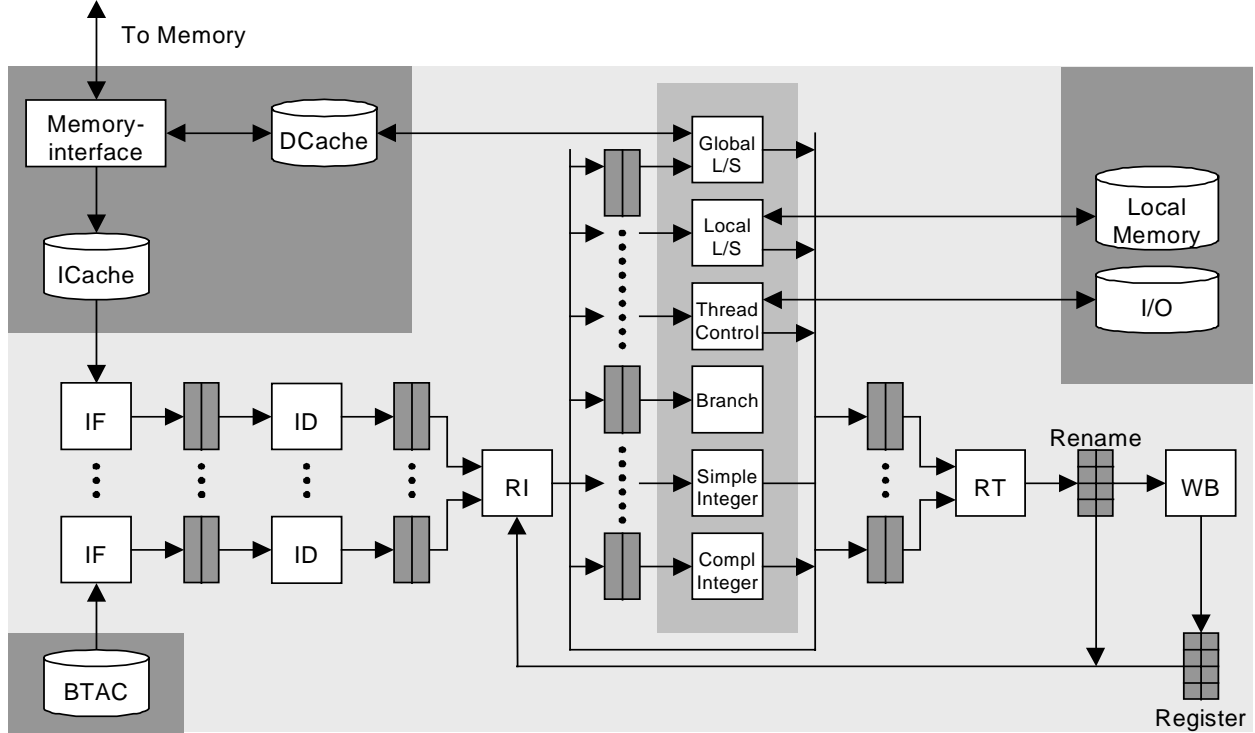 To Memory
Memory-
interface
DCache
Global
L/S
Local
L/S
Local
Memory
ICache
Thread
Control
I/O
IF
ID
Branch
Rename
RI
Simple
Integer
RT
WB
IF
ID
Compl
Integer
BTAC
Register